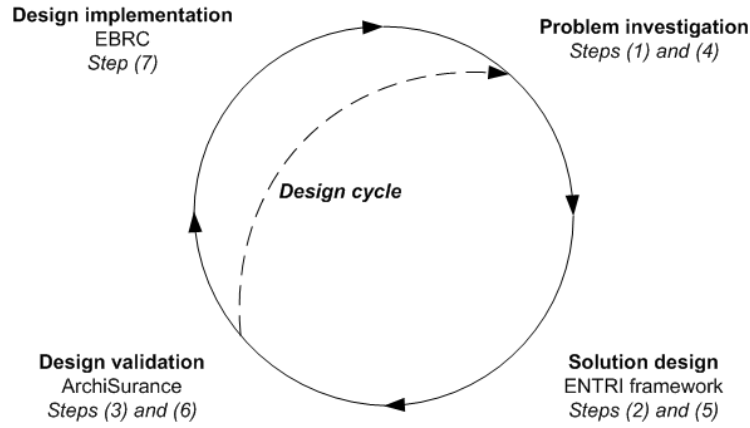 Design implementation
EBRC
Step (7)
Problem investigation
Steps (1) and (4)
Design cycle
Design validation
ArchiSurance
Steps (3) and (6)
Solution design
ENTRI framework
Steps (2) and (5)